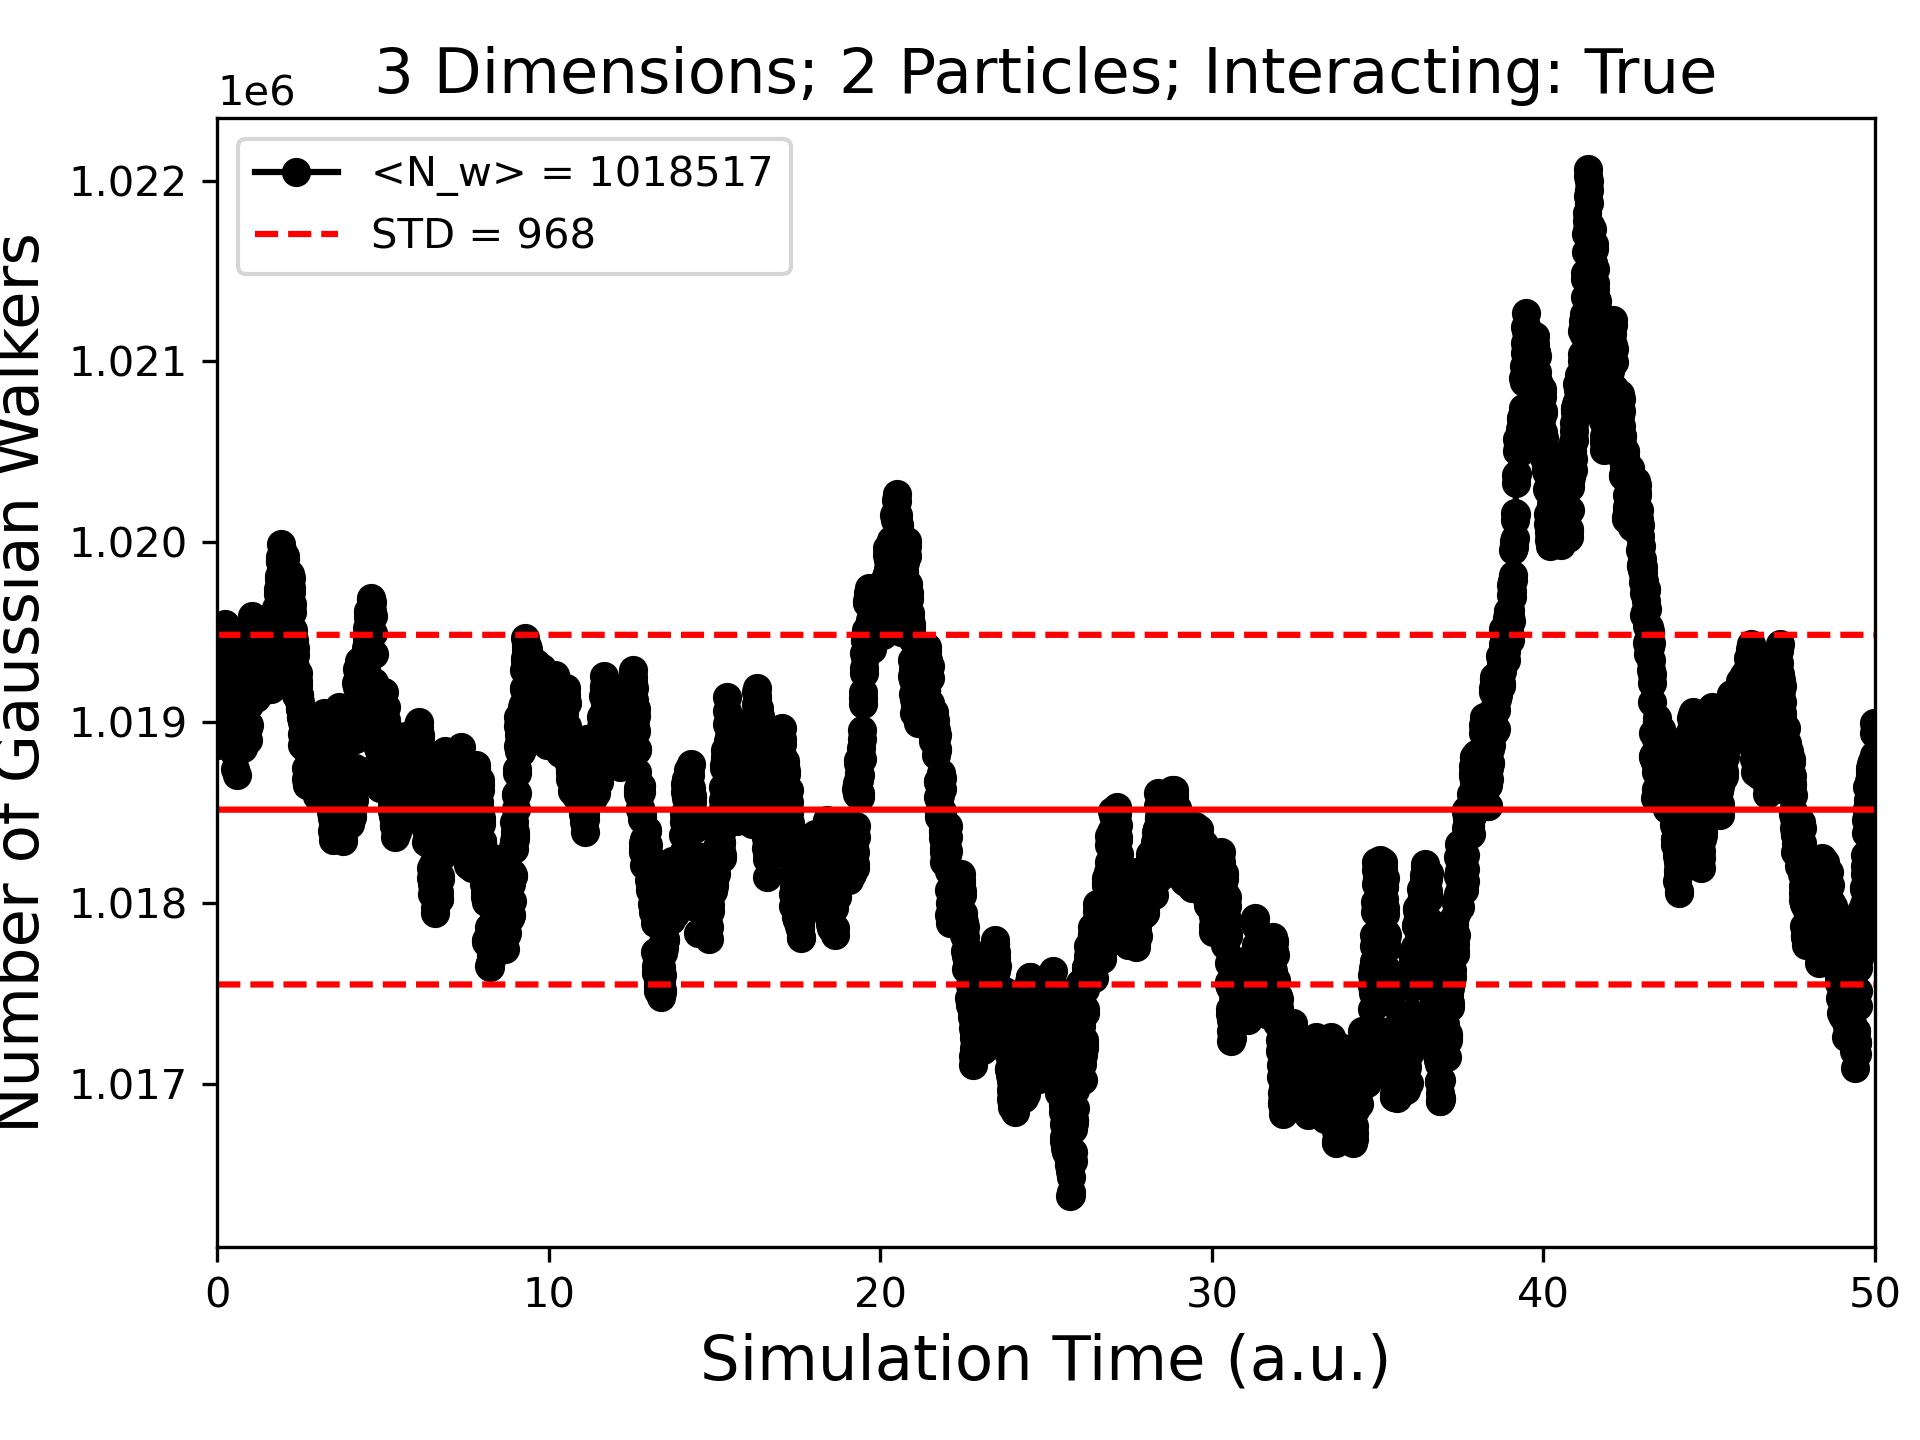 3 Dimensions; 2 Particles; Interacting: True
1e6
<N_w> = 1018517
STD = 968
1.022
1.021
1.020
1.019
1.018
1.017
Number of Gaussian Walkers
0 10 20 30 40 50
Simulation Time (a.u.)